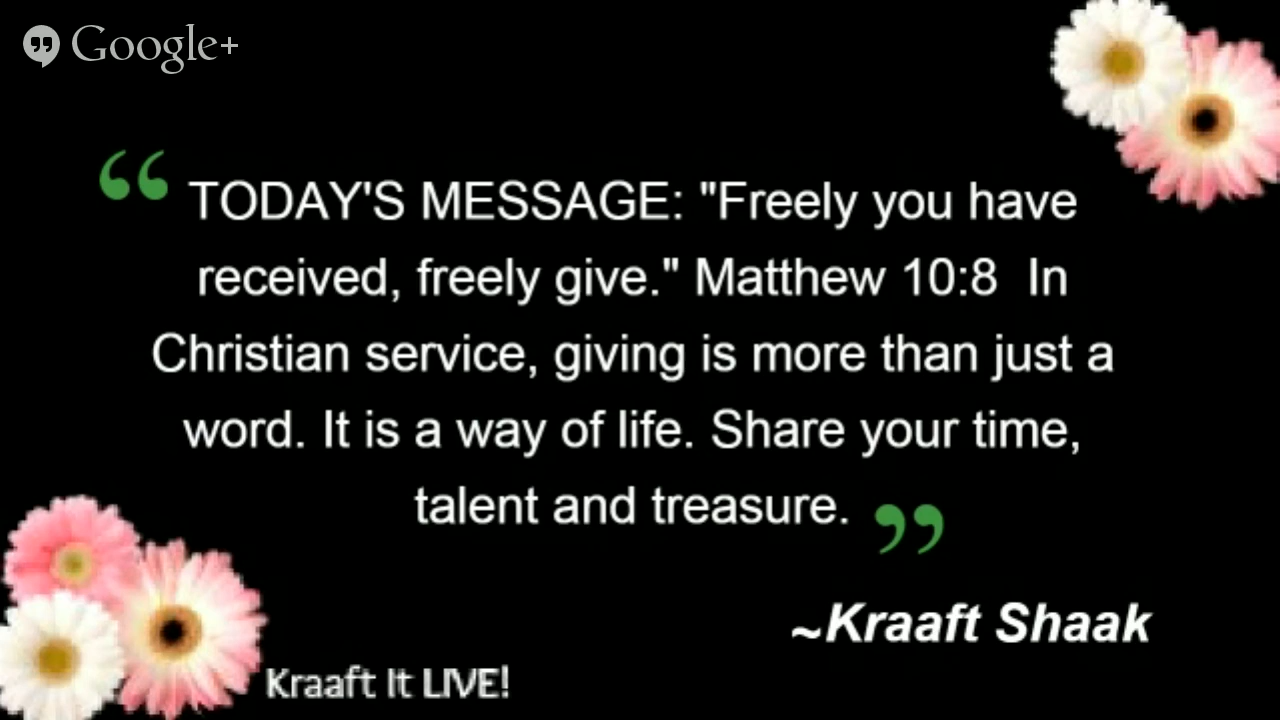 Google+
“ TODAY'S MESSAGE: "Freely you have
received, freely give." Matthew 10:8  In
Christian service, giving is more than just a
word. It is a way of life. Share your time,
talent and treasure. ”
~Kraaft Shaak
Kraaft It LIVE!